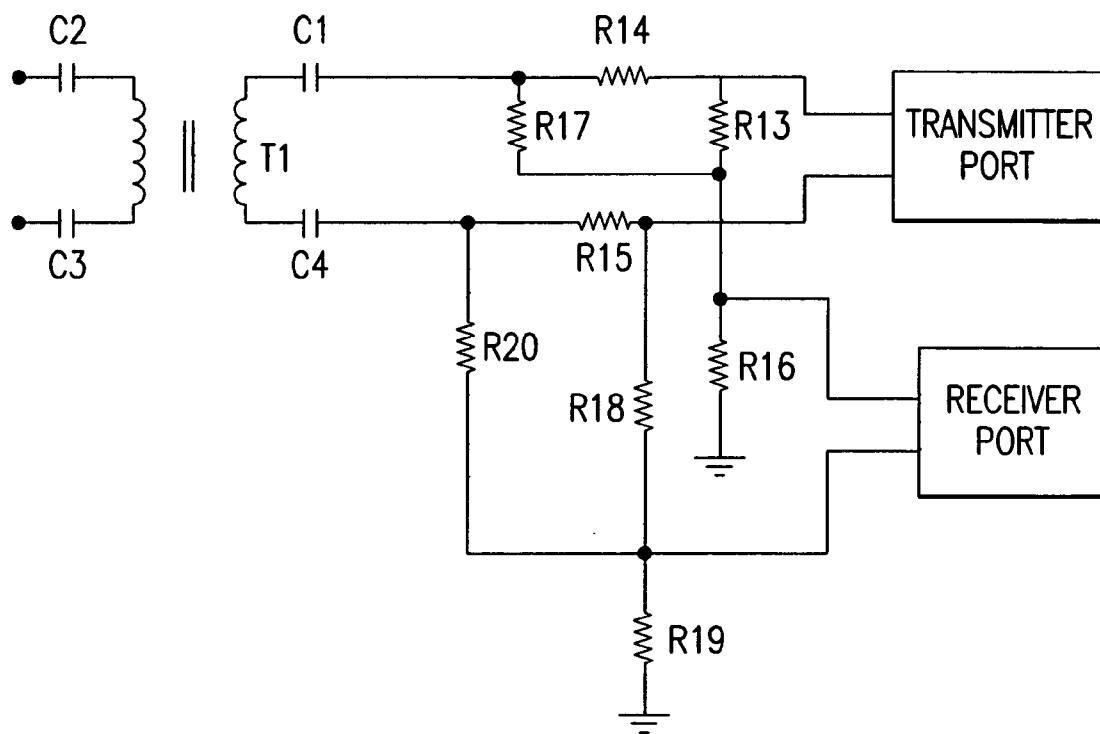 C2
C1
R14
R17
R13
TRANSMITTER
PORT
T1
C3
C4
R15
R20
R18
R16
RECEIVER
PORT
R19